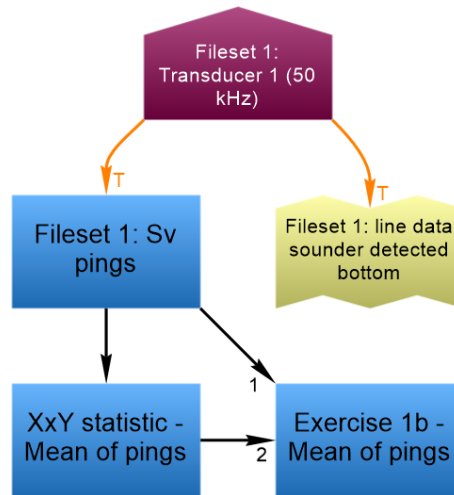 Fileset 1:
Transducer 1 (50
kHz)
T
T
Fileset 1: Sv
pings
Fileset 1: line data
sounder detected
bottom
1
XxY statistic -
Mean of pings
2
Exercise 1b -
Mean of pings